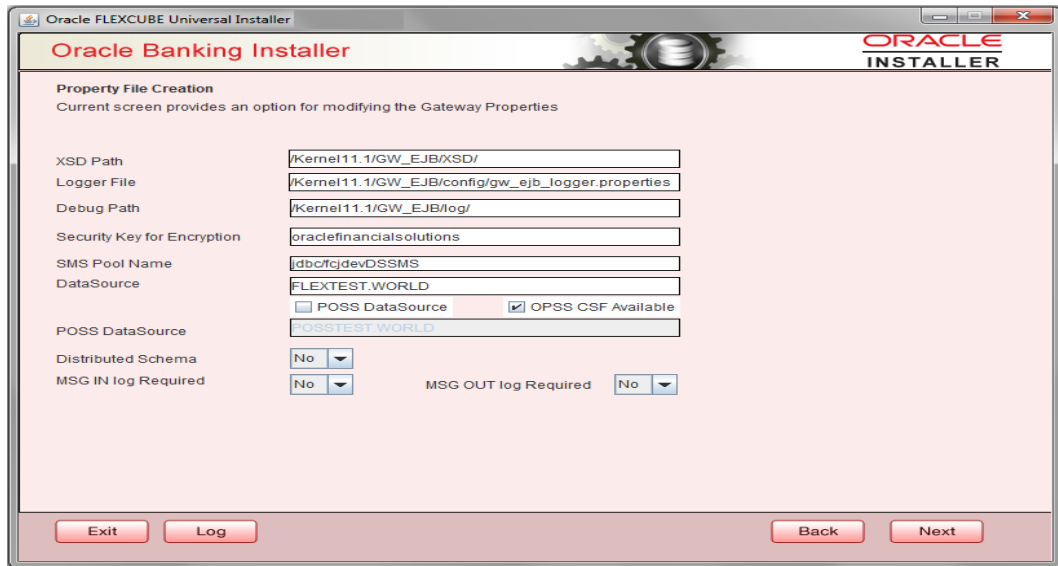 Oracle FLEXCUBE Universal Installer
Oracle Banking Installer
ORACLE
INSTALLER
Property File Creation
Current screen provides an option for modifying the Gateway Properties
XSD Path /Kernel11.1/GW_EJB/XSD/
Logger File /Kernel11.1/GW_EJB/config/gw_ejb_logger.properties
Debug Path /Kernel11.1/GW_EJB/log/
Security Key for Encryption oraclefinancialsolutions
SMS Pool Name jdbc/fcjdevDSSMS
DataSource FLEXTEST.WORLD
POSS DataSource OPSS CSF Available
POSS DataSource POSSTEST.WORLD
Distributed Schema No
MSG IN log Required No MSG OUT log Required No
Exit Log Back Next